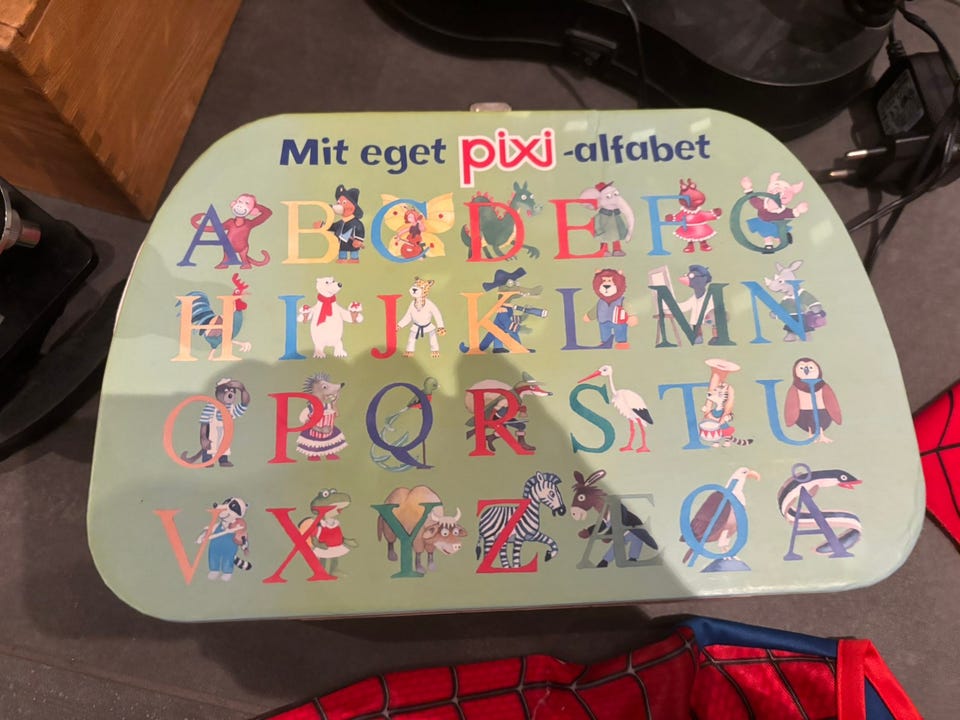 Mit eget pixi -alfabet
A B C D E F G
H I J K L M N
O P Q R S T U
V X Y Z Æ Ø Å